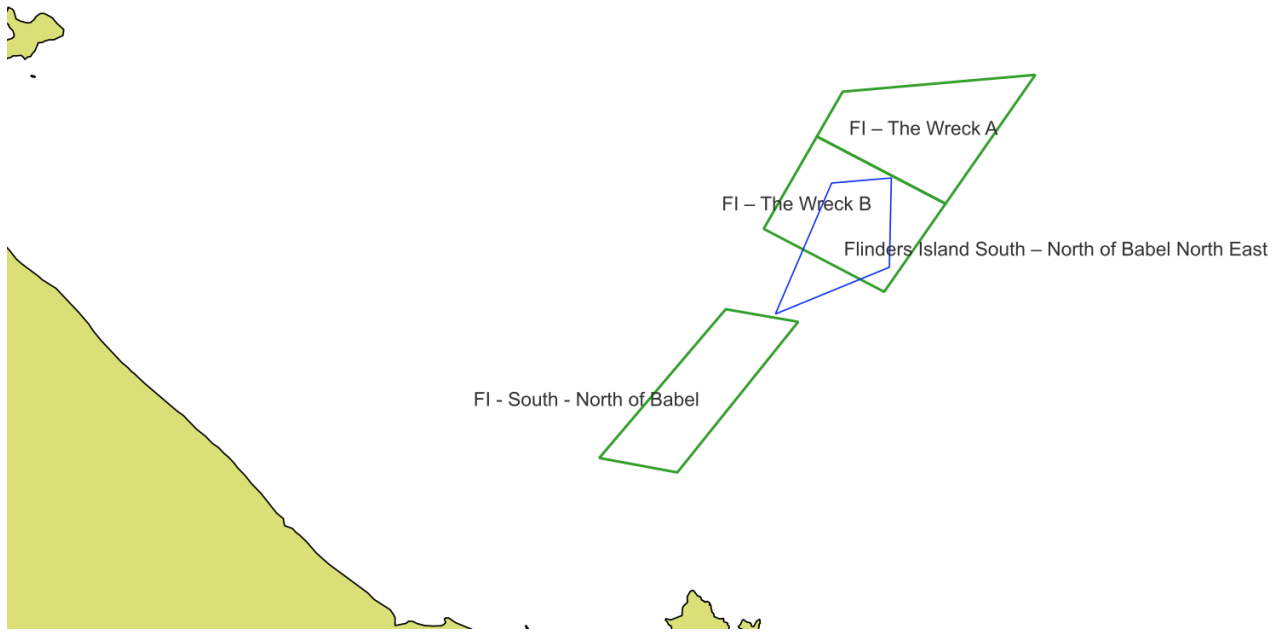 FI – The Wreck A
FI – The Wreck B
Flinders Island South – North of Babel North East
FI - South - North of Babel